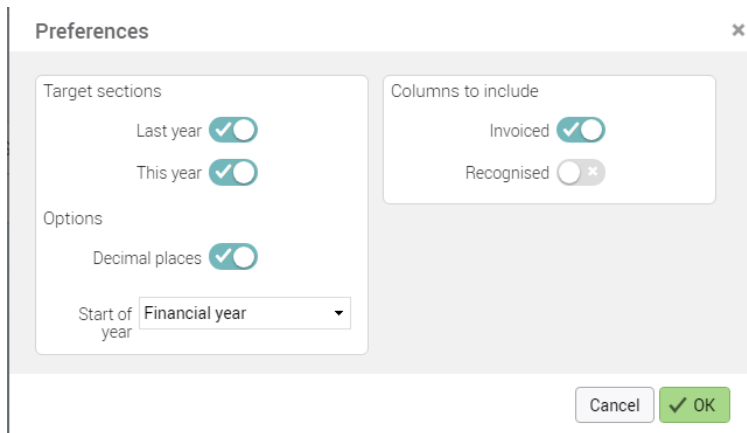 Preferences
Target sections
Last year
This year
Options
Decimal places
Start of
year
Financial year
Columns to include
Invoiced
Recognised
Cancel
OK